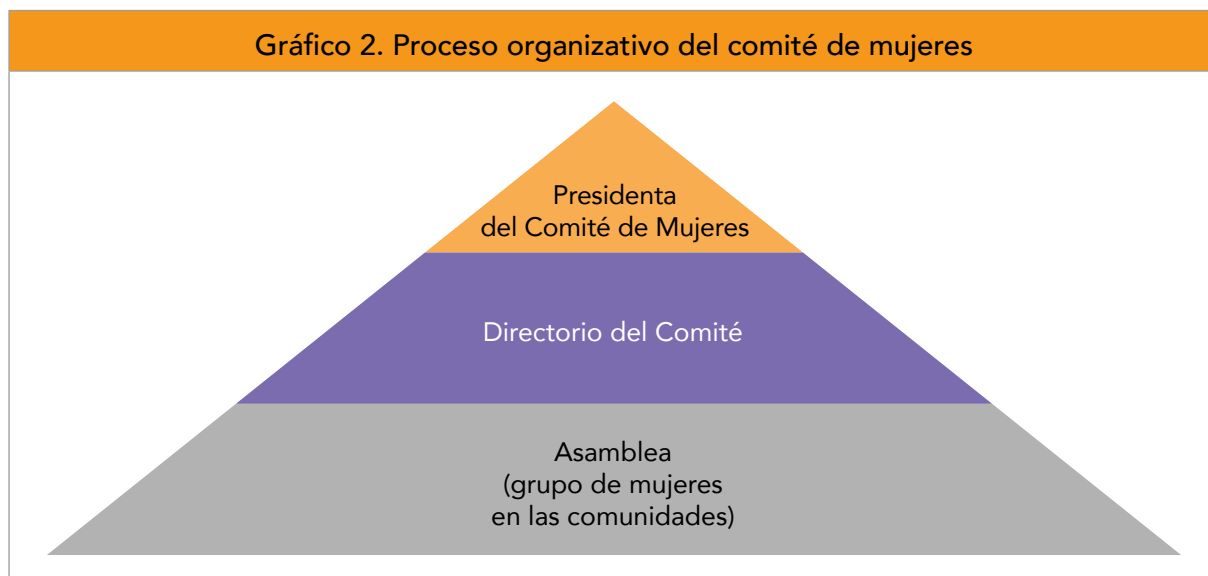 Gráfico 2. Proceso organizativo del comité de mujeres
Presidenta
del Comité de Mujeres
Directorio del Comité
Asamblea
(grupo de mujeres
en las comunidades)